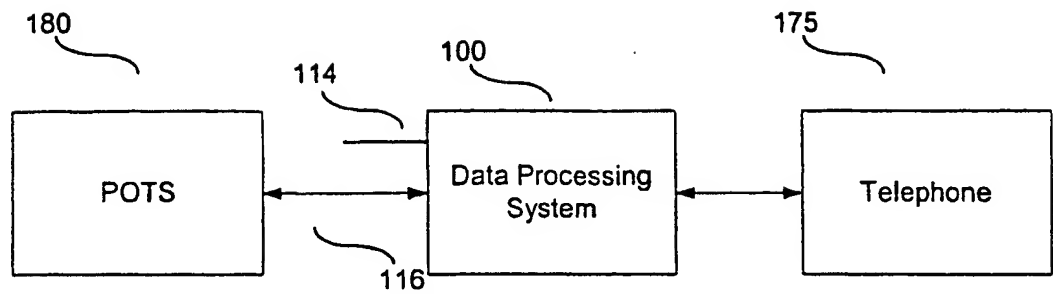 180
175
100
114
POTS
Data Processing
System
Telephone
116